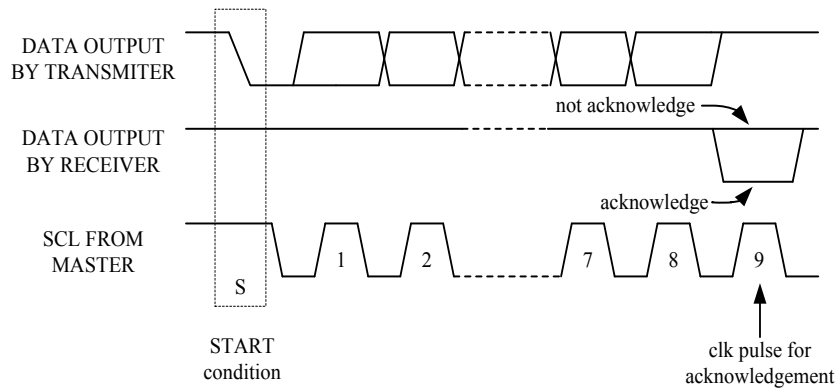 DATA OUTPUT
BY TRANSMITER
not acknowledge
DATA OUTPUT
BY RECEIVER
acknowledge
SCL FROM
MASTER
1
2
7
8
9
S
START
condition
clk pulse for
acknowledgement